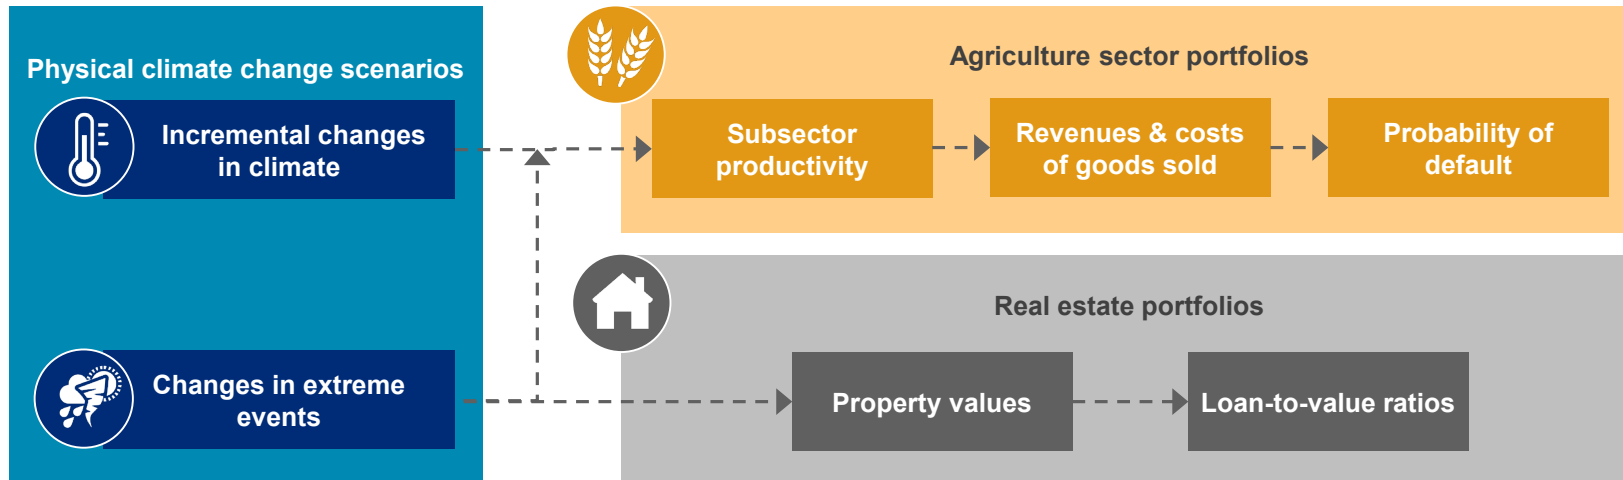 Physical climate change scenarios
Incremental changes
in climate
Changes in extreme
events
Agriculture sector portfolios
Subsector
productivity
Revenues & costs
of goods sold
Probability of
default
Real estate portfolios
Property values
Loan-to-value ratios